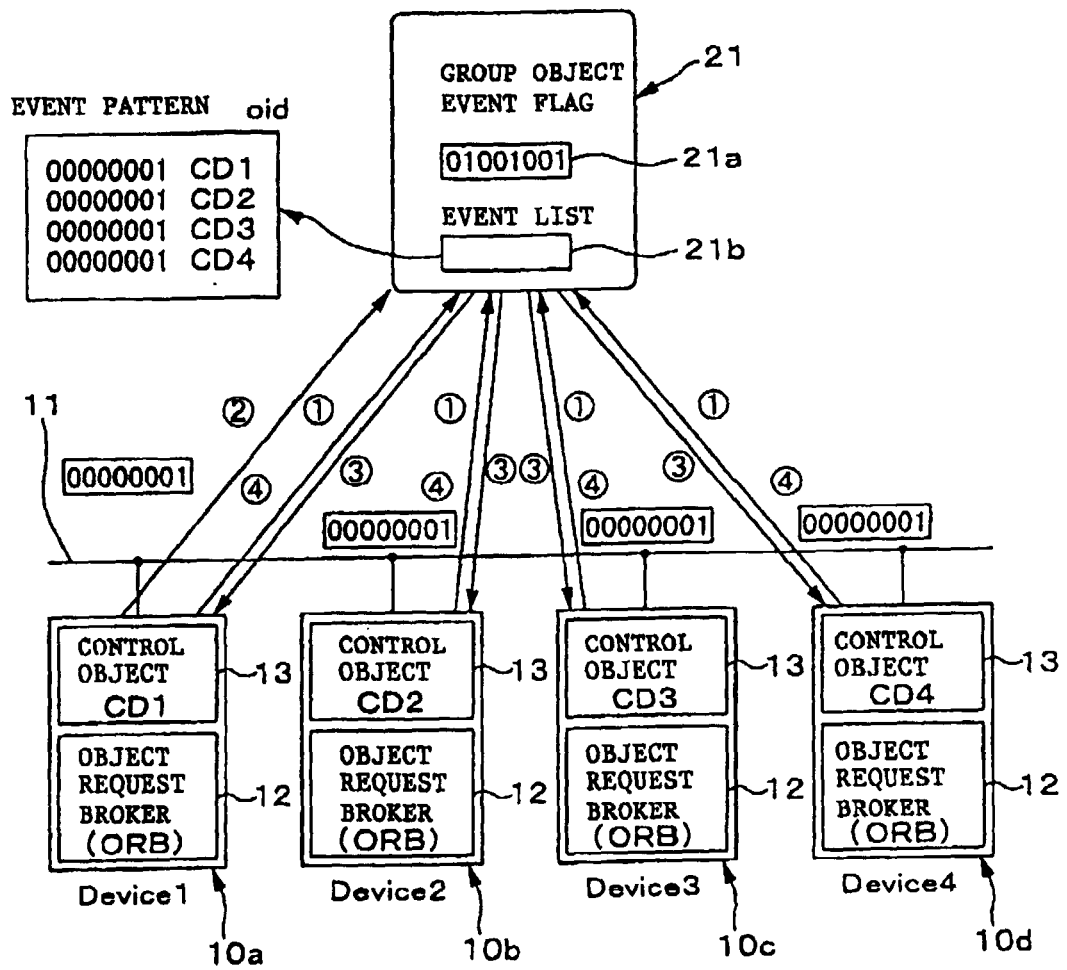 GROUP OBJECT
EVENT FLAG
21
EVENT PATTERN oid
01001001
21a
00000001 CD1
00000001 CD2
00000001 CD3
00000001 CD4
EVENT LIST
21b
11
② ① ① ① ①
00000001
④ ③ ④ ③ ③ ④ ③ ④
00000001
00000001
00000001
CONTROL
OBJECT
CD1
13
CONTROL
OBJECT
CD2
13
CONTROL
OBJECT
CD3
13
CONTROL
OBJECT
CD4
13
OBJECT
REQUEST
BROKER
(ORB)
12
OBJECT
REQUEST
BROKER
(ORB)
12
OBJECT
REQUEST
BROKER
(ORB)
12
OBJECT
REQUEST
BROKER
(ORB)
12
Device1
Device2
Device3
Device4
10a
10b
10c
10d